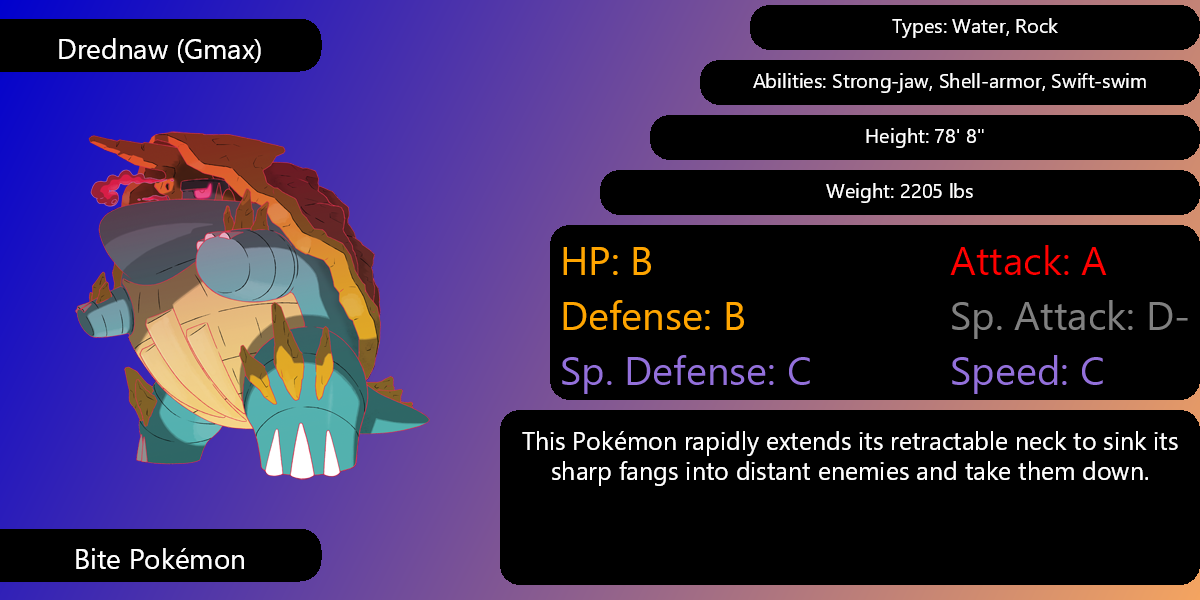 Drednaw (Gmax)
Types: Water, Rock
Abilities: Strong-jaw, Shell-armor, Swift-swim
Height: 78' 8"
Weight: 2205 lbs
HP: B
Attack: A
Defense: B
Sp. Attack: D-
Sp. Defense: C
Speed: C
This Pokémon rapidly extends its retractable neck to sink its
sharp fangs into distant enemies and take them down.
Bite Pokémon